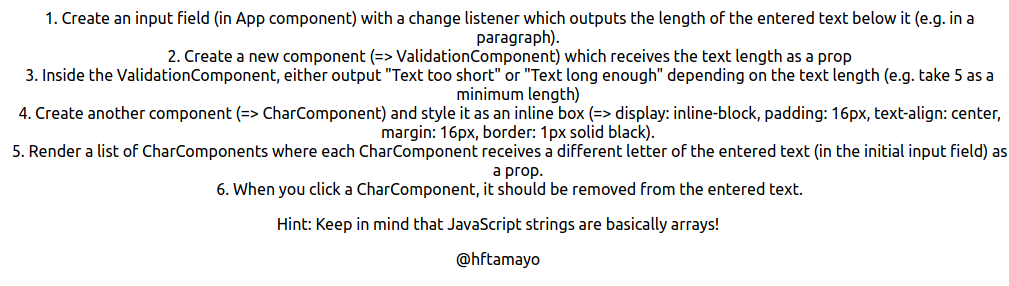 1. Create an input field (in App component) with a change listener which outputs the length of the entered text below it (e.g. in a
paragraph).
2. Create a new component (=> ValidationComponent) which receives the text length as a prop
3. Inside the ValidationComponent, either output "Text too short" or "Text long enough" depending on the text length (e.g. take 5 as a
minimum length)
4. Create another component (=> CharComponent) and style it as an inline box (=> display: inline-block, padding: 16px, text-align: center,
margin: 16px, border: 1px solid black).
5. Render a list of CharComponents where each CharComponent receives a different letter of the entered text (in the initial input field) as
a prop.
6. When you click a CharComponent, it should be removed from the entered text.
Hint: Keep in mind that JavaScript strings are basically arrays!
@hftamayo